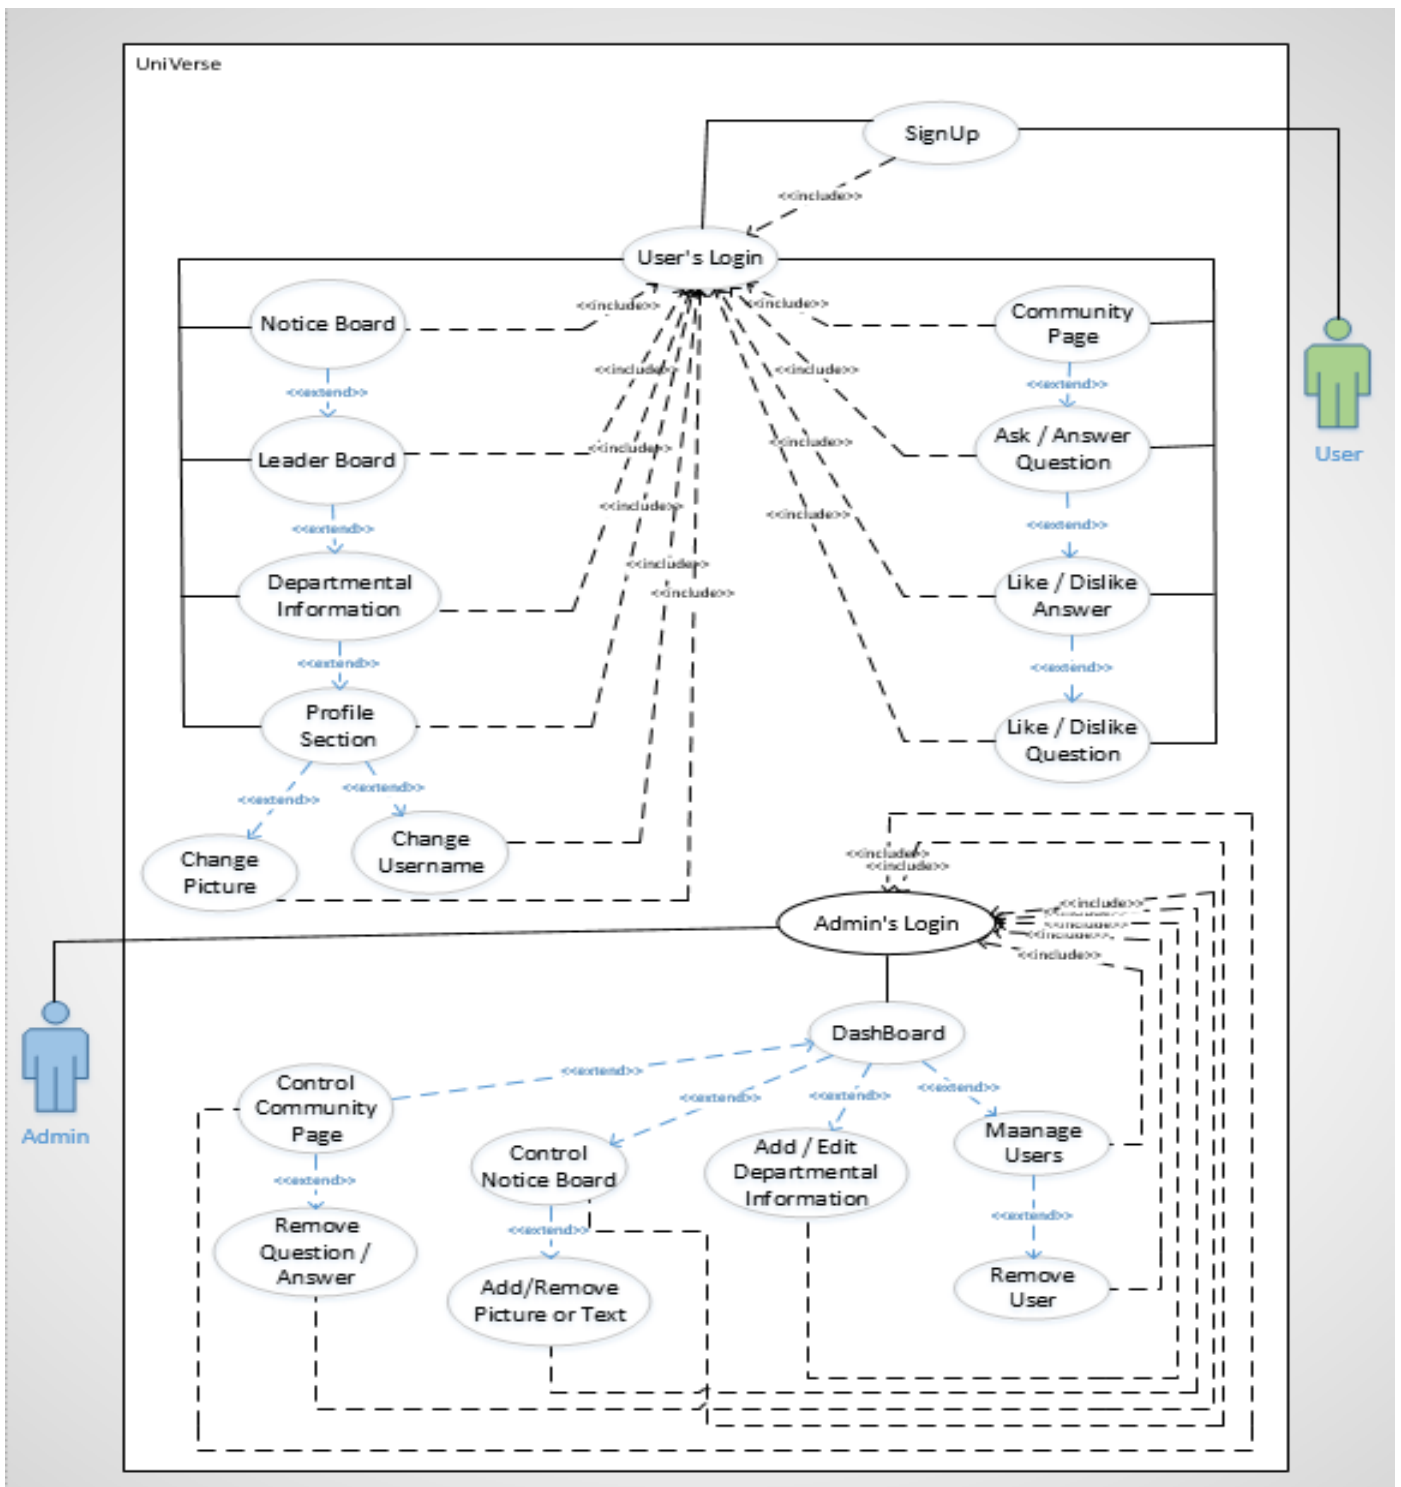 UniVerse
SignUp
<<include>>
User's Login
Notice Board
<<include>>
<<include>>
Community
Page
<<extend>>
<<include>>
<<include>>
<<extend>>
Leader Board
<<include>>
<<include>>
Ask / Answer
Question
User
<<extend>>
<<include>>
<<include>>
<<extend>>
Departmental
Information
<<include>>
<<include>>
Like / Dislike
Answer
<<extend>>
<<extend>>
Profile
Section
Like / Dislike
Question
<<extend>>
<<extend>>
Change
Picture
Change
Username
<<include>>
<<include>>
Admin's Login
<<include>>
<<include>>
<<include>>
Admin
DashBoard
<<extend>>
<<extend>>
<<extend>>
<<extend>>
Control
Community
Page
Control
Notice Board
Add / Edit
Departmental
Information
Maanage
Users
<<extend>>
<<extend>>
<<extend>>
Remove
Question /
Answer
Add/Remove
Picture or Text
Remove
User